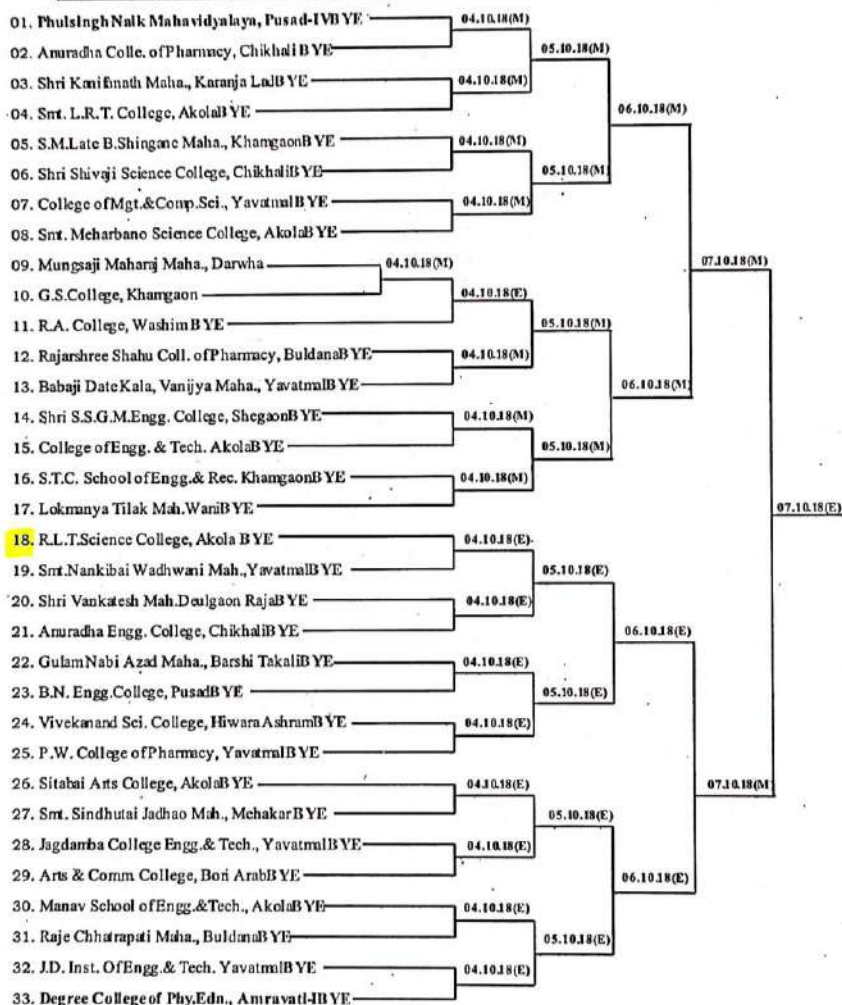 01. Phulsingh Naik Mahavidyalaya, Pusad-IVBYE
04.10.18(M)
02. Anuradha Colle. of Pharmacy, Chikhali BYE
05.10.18(M)
03. Shri Kanifinath Maha., Karanja LadBYE
04.10.18(M)
04. Smt. L.R.T. College, AkolaBYE
06.10.18(M)
05. S.M.Late B.Shingane Maha., KhamgaonBYE
04.10.18(M)
06. Shri Shivaji Science College, ChikhaliBYE
05.10.18(M)
07. College of Mgt.&Comp.Sci., YavatmalBYE
04.10.18(M)
08. Smt. Meharbano Science College, AkolaBYE
09. Mungsaji Maharaj Maha., Darwha
04.10.18(M)
07.10.18(M)
10. G.S.College, Khamgaon
04.10.18(E)
11. R.A. College, WashimBYE
05.10.18(M)
12. Rajarshree Shahu Coll. of Pharmacy, BuldanaBYE
04.10.18(M)
13. Babaji Date Kala, Vanijya Maha., YavatmalBYE
06.10.18(M)
14. Shri S.S.G.M.Engg. College, ShegaonBYE
04.10.18(M)
15. College of Engg. & Tech. AkolaBYE
05.10.18(M)
16. S.T.C. School of Engg.& Rec. KhamgaonBYE
04.10.18(M)
17. Lokmanya Tilak Mah.WaniBYE
07.10.18(E)
18. R.L.T.Science College, Akola BYE
04.10.18(E)
19. Smt.Nankibai Wadhwani Mah.,YavatmalBYE
05.10.18(E)
20. Shri Vankatesh Mah.Deulgaon RajaBYE
04.10.18(E)
21. Anuradha Engg. College, ChikhaliBYE
06.10.18(E)
22. GulamNabi Azad Maha., Barshi TakaliBYE
04.10.18(E)
23. B.N. Engg.College, PusadBYE
05.10.18(E)
24. Vivekanand Sci. College, Hiwara AshramBYE
04.10.18(E)
25. P.W. College of Pharmacy, YavatmalBYE
26. Sitabai Arts College, AkolaBYE
04.10.18(E)
07.10.18(M)
27. Smt. Sindhutai Jadhao Mah., MehakarBYE
05.10.18(E)
28. Jagdamba College Engg.& Tech., YavatmalBYE
04.10.18(E)
29. Arts & Comm College, Bori ArabBYE
06.10.18(E)
30. Manav School of Engg.&Tech., AkolaBYE
04.10.18(E)
31. Raje Chhatrapati Maha., BuldanaBYE
05.10.18(E)
32. J.D. Inst. Of Engg.& Tech. YavatmalBYE
04.10.18(E)
33. Degree College of Phy.Edn., Amravati-IBYE